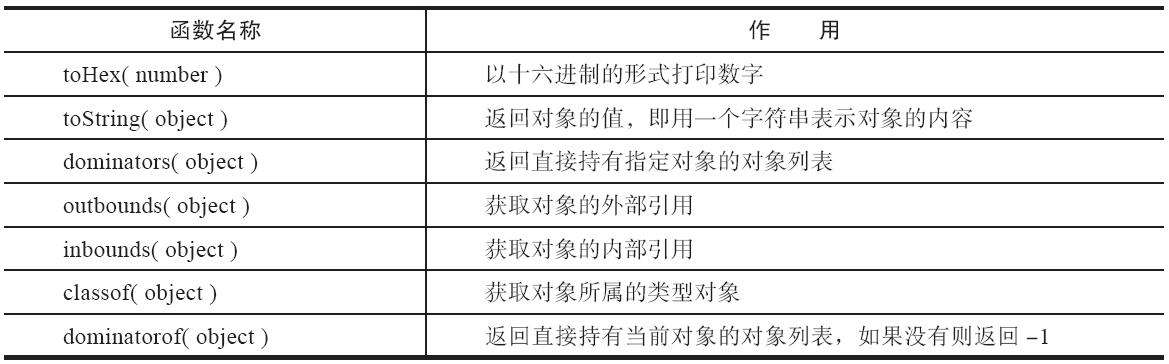 函数名称 作 用
toHex( number ) 以十六进制的形式打印数字
toString( object ) 返回对象的值，即用一个字符串表示对象的内容
dominators( object ) 返回直接持有指定对象的对象列表
outbounds( object ) 获取对象的外部引用
inbounds( object ) 获取对象的内部引用
classof( object ) 获取对象所属的类型对象
dominatorof( object ) 返回直接持有当前对象的对象列表，如果没有则返回 –1